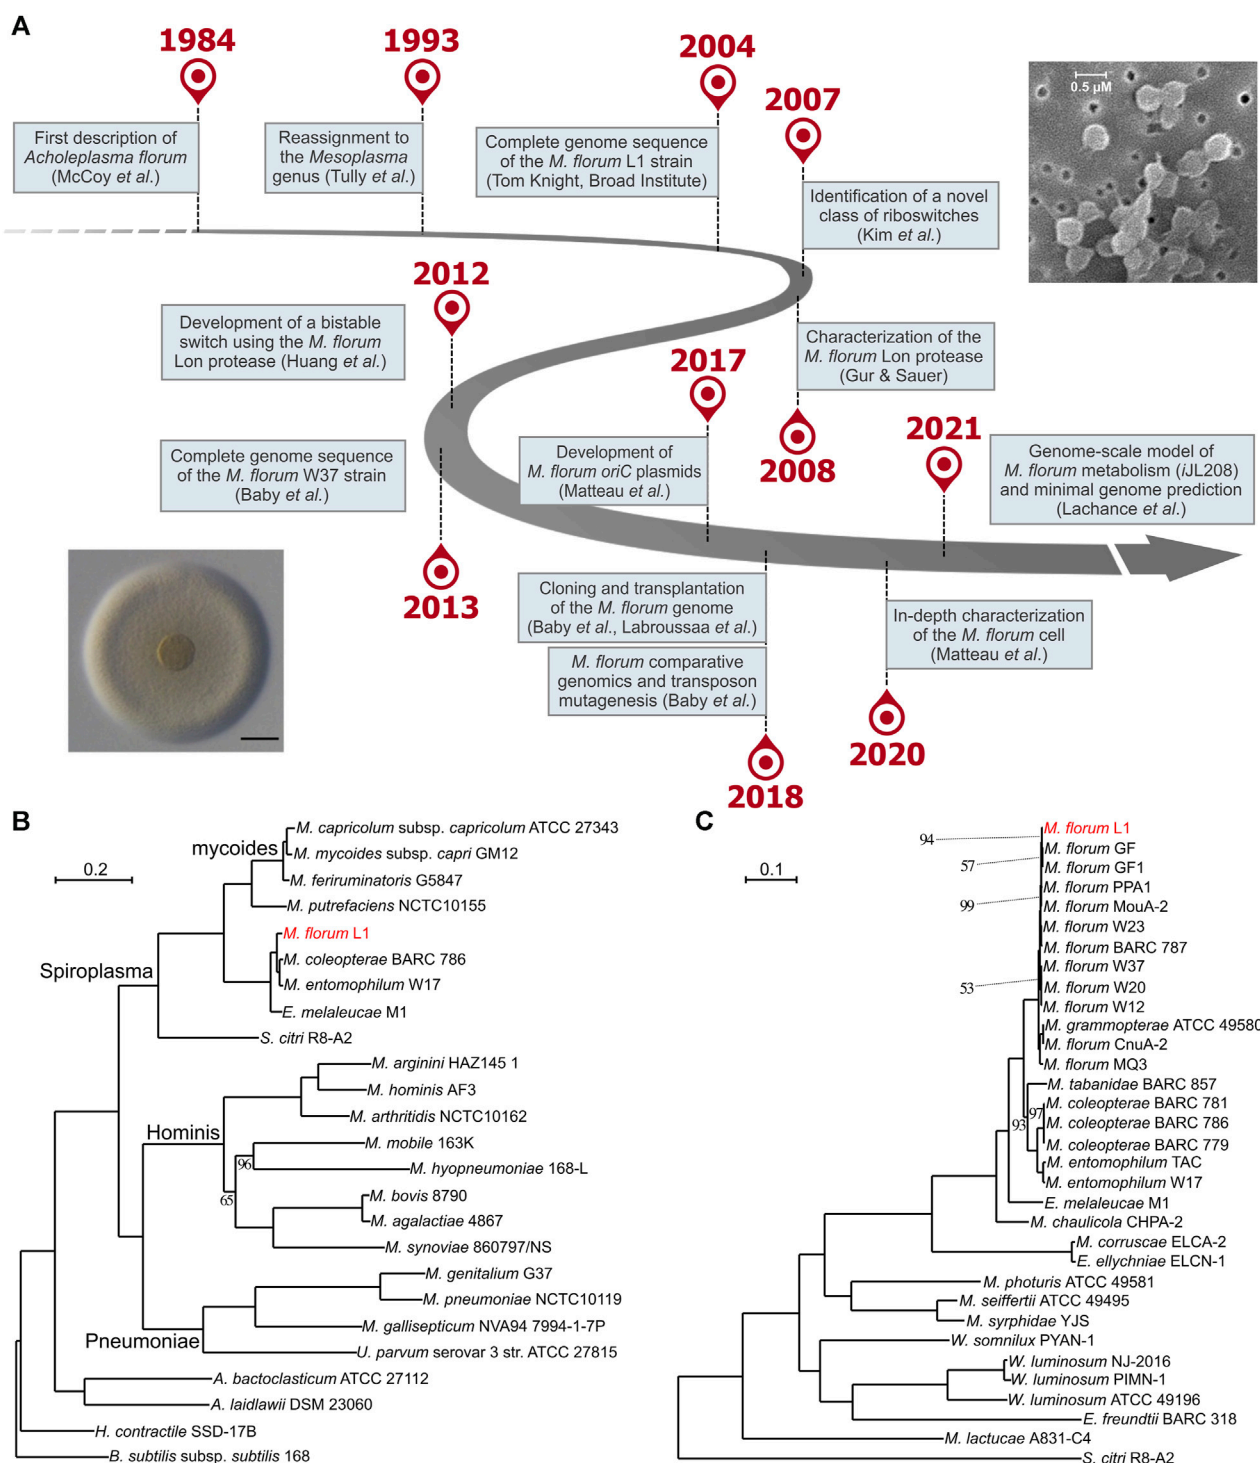 A
1984
1993
2004
2007
0.5 µM
First description of
Acholeplasma florum
(McCoy et al.)
Reassignment to
the Mesoplasma
genus (Tully et al.)
Complete genome sequence
of the M. florum L1 strain
(Tom Knight, Broad Institute)
Identification of a novel
class of riboswitches
(Kim et al.)
2012
Development of a bistable
switch using the M. florum
Lon protease (Huang et al.)
2017
Characterization of the
M. florum Lon protease
(Gur & Sauer)
2008
2021
Complete genome sequence
of the M. florum W37 strain
(Baby et al.)
2013
Development of
M. florum oriC plasmids
(Matteau et al.)
Genome-scale model of
M. florum metabolism (iJL208)
and minimal genome prediction
(Lachance et al.)
Cloning and transplantation
of the M. florum genome
(Baby et al., Labroussaa et al.)
M. florum comparative
genomics and transposon
mutagenesis (Baby et al.)
2018
In-depth characterization
of the M. florum cell
(Matteau et al.)
2020
B
0.2
mycoides
Spiroplasma
Hominis
Pneumoniae
96
65
M. capricolum subsp. capricolum ATCC 27343
M. mycoides subsp. capri GM12
M. feriruminatoris G5847
M. putrefaciens NCTC10155
M. florum L1
M. coleopterae BARC 786
M. entomophilum W17
E. melaleucae M1
S. citri R8-A2
M. arginini HAZ145 1
M. hominis AF3
M. arthritidis NCTC10162
M. mobile 163K
M. hyopneumoniae 168-L
M. bovis 8790
M. agalactiae 4867
M. synoviae 860797/NS
M. genitalium G37
M. pneumoniae NCTC10119
M. gallisepticum NVA94 7994-1-7P
U. parvum serovar 3 str. ATCC 27815
A. bactoclasticum ATCC 27112
A. laidlawii DSM 23060
H. contractile SSD-17B
B. subtilis subsp. subtilis 168
C
0.1
94
57
99
53
93
97
M. florum L1
M. florum GF
M. florum GF1
M. florum PPA1
M. florum MouA-2
M. florum W23
M. florum BARC 787
M. florum W37
M. florum W20
M. florum W12
M. grammopterae ATCC 49580
M. florum CnuA-2
M. florum MQ3
M. tabanidae BARC 857
M. coleopterae BARC 781
M. coleopterae BARC 786
M. coleopterae BARC 779
M. entomophilum TAC
M. entomophilum W17
E. melaleucae M1
M. chaulicola CHPA-2
M. corruscae ELCA-2
E. ellychniae ELCN-1
M. photuris ATCC 49581
M. seiffertii ATCC 49495
M. syrphidae YJS
W. somnilux PYAN-1
W. luminosum NJ-2016
W. luminosum PIMN-1
W. luminosum ATCC 49196
E. freundtii BARC 318
M. lactucae A831-C4
S. citri R8-A2